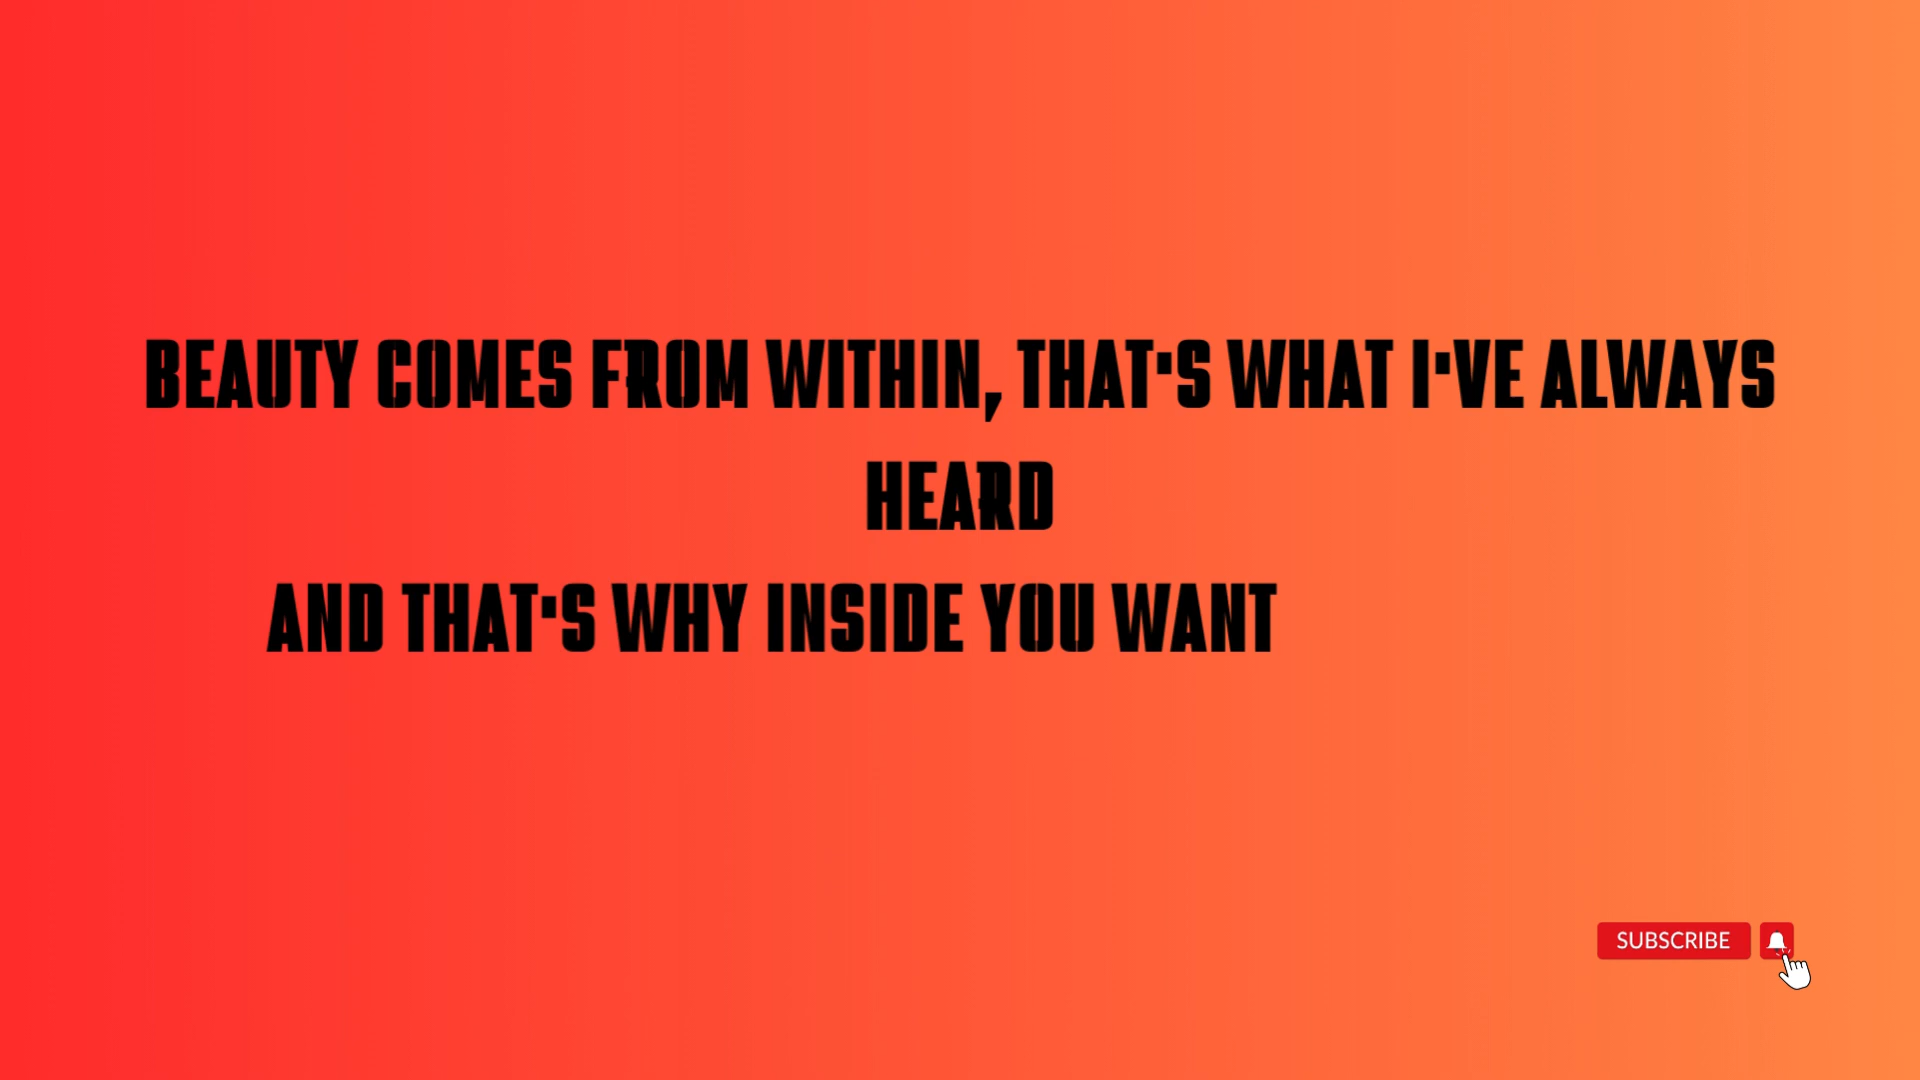 BEAUTY COMES FROM WITHIN, THAT'S WHAT I'VE ALWAYS
HEARD
AND THAT'S WHY INSIDE YOU WANT
SUBSCRIBE